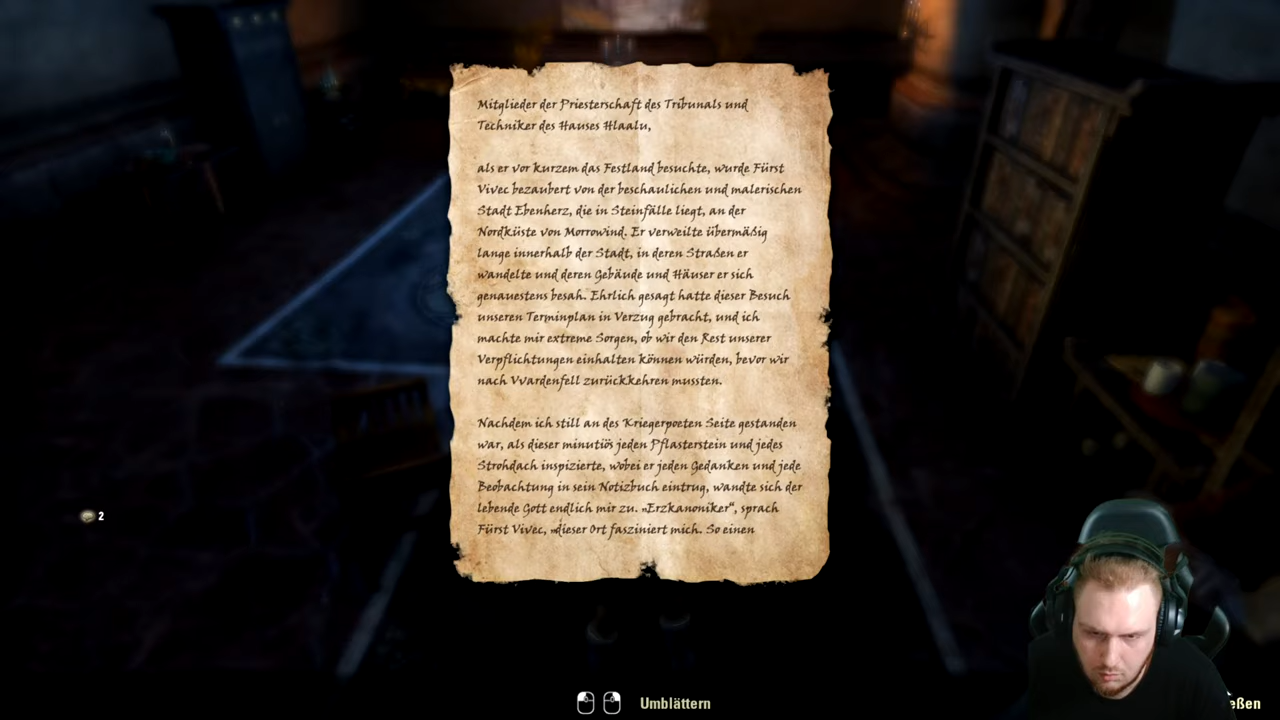 Mitglieder der Priesterschaft des Tribunals und
Techniker des Hauses Hlaalu,
als er vor kurzem das Festland besuchte, wurde Fürst
Vivec bezaubert von der beschaulichen und malerischen
Stadt Ebenherz, die in Steinfälle liegt, an der
Nordküste von Morrowind. Er verweilte übermäßig
lange innerhalb der Stadt, in deren Straßen er
wandelte und deren Gebäude und Häuser er sich
genauestens besah. Ehrlich gesagt hatte dieser Besuch
unseren Terminplan in Verzug gebracht, und ich
machte mir extreme Sorgen, ob wir den Rest unserer
Verpflichtungen einhalten können würden, bevor wir
nach Vvardenfell zurückkehren mussten.
Nachdem ich still an des Kriegerpoeten Seite gestanden
war, als dieser minutiös jeden Pflasterstein und jedes
Strohdach inspizierte, wobei er jeden Gedanken und jede
Beobachtung in sein Notizbuch eintrug, wandte sich der
lebende Gott endlich mir zu. „Erzkanoniker“, sprach
Fürst Vivec, „dieser Ort fasziniert mich. So einen
2
Umblättern
eßen